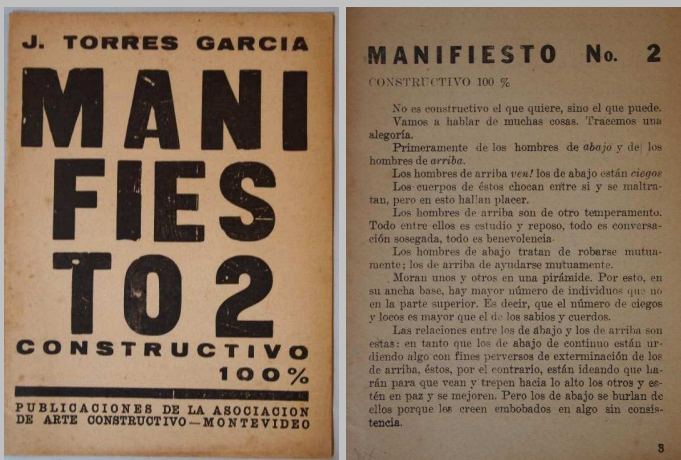 J. TORRES GARCIA
MANI
FIES
TO 2
CONSTRUCTIVO
100%
PUBLICACIONES DE LA ASOCIACION
DE ARTE CONSTRUCTIVO—MONTEVIDEO
MANIFIESTO No. 2
CONSTRUCTIVO 100 %
No es constructivo el que quiere, sino el que puede.
Vamos a hablar de muchas cosas. Tracemos una
alegoría.
Primeramente de los hombres de abajo y de los
hombres de arriba.
Los hombres de arriba ven! los de abajo están ciegos
Los cuerpos de éstos chocan entre si y se maltra-
tan, pero en esto hallan placer.
Los hombres de arriba son de otro temperamento.
Todo entre ellos es estudio y reposo, todo es conversa-
ción sosegada, todo es benevolencia
Los hombres de abajo tratan de robarse mutua-
mente; los de arriba de ayudarse mutuamente.
Moran unos y otros en una pirámide. Por esto, en
su ancha base, hay mayor número de individuos que no
en la parte superior. Es decir, que el número de ciegos
y locos es mayor que el de los sabios y cuerdos.
Las relaciones entre los de abajo y los de arriba son
estas: en tanto que los de abajo de continuo están ur-
diendo algo con fines perversos de exterminación de los
de arriba, éstos, por el contrario, están ideando que ha-
rán para que vean y trepen hacia lo alto los otros y es-
tén en paz y se mejoren. Pero los de abajo se burlan de
ellos porque les creen embobados en algo sin consis-
tencia.
3